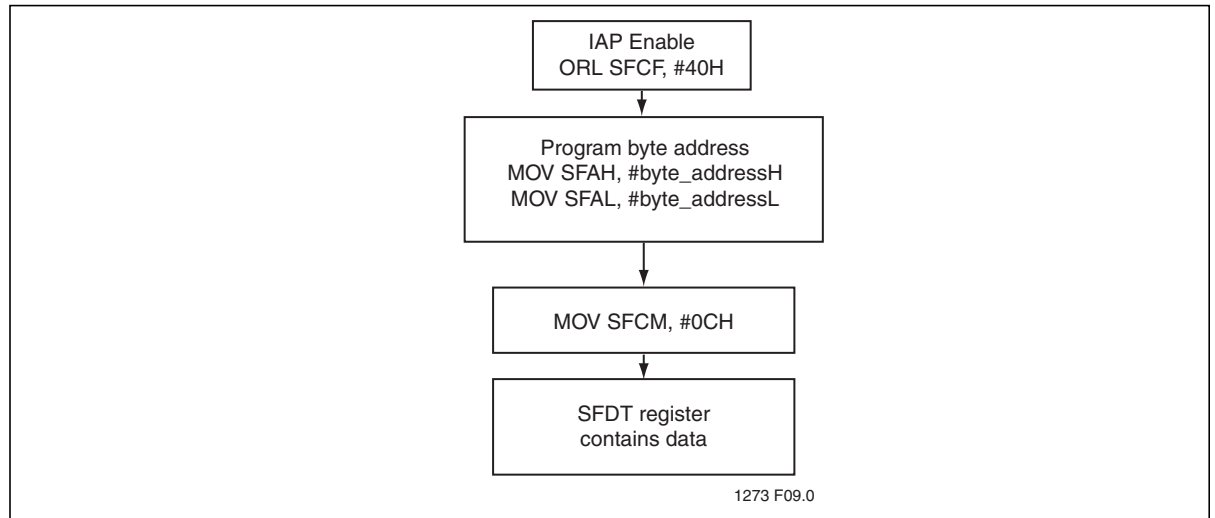 IAP Enable
ORL SFCF, #40H
Program byte address
MOV SFAH, #byte_addressH
MOV SFAL, #byte_addressL
MOV SFCM, #0CH
SFDT register
contains data
1273 F09.0